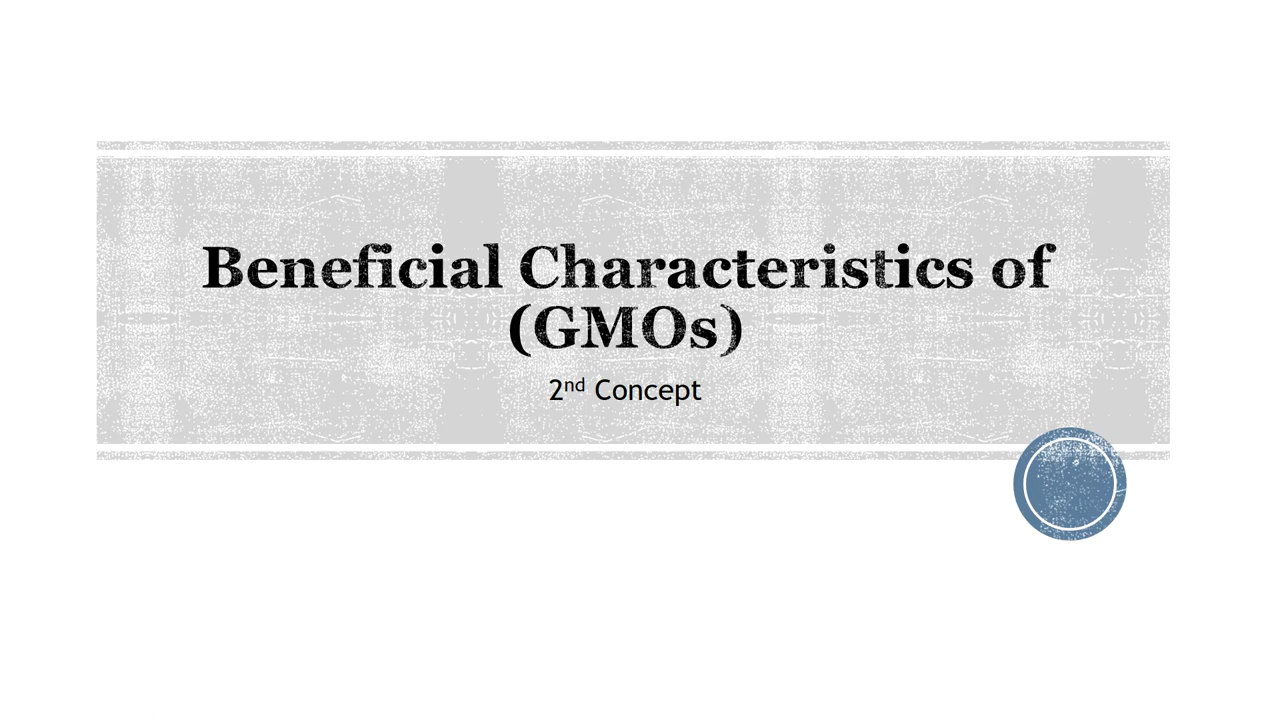 Beneficial Characteristics of
(GMOs)
2nd Concept